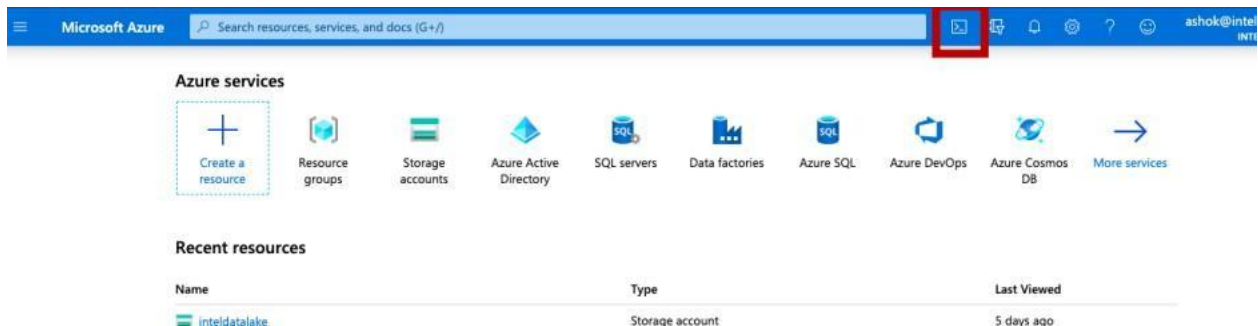 Microsoft Azure
Search resources, services, and docs (G+/)
ashok@intel
Azure services
Create a resource
Resource groups
Storage accounts
Azure Active Directory
SQL servers
Data factories
Azure SQL
Azure DevOps
Azure Cosmos DB
More services
Recent resources
Name Type Last Viewed
inteldatalake Storage account 5 days ago